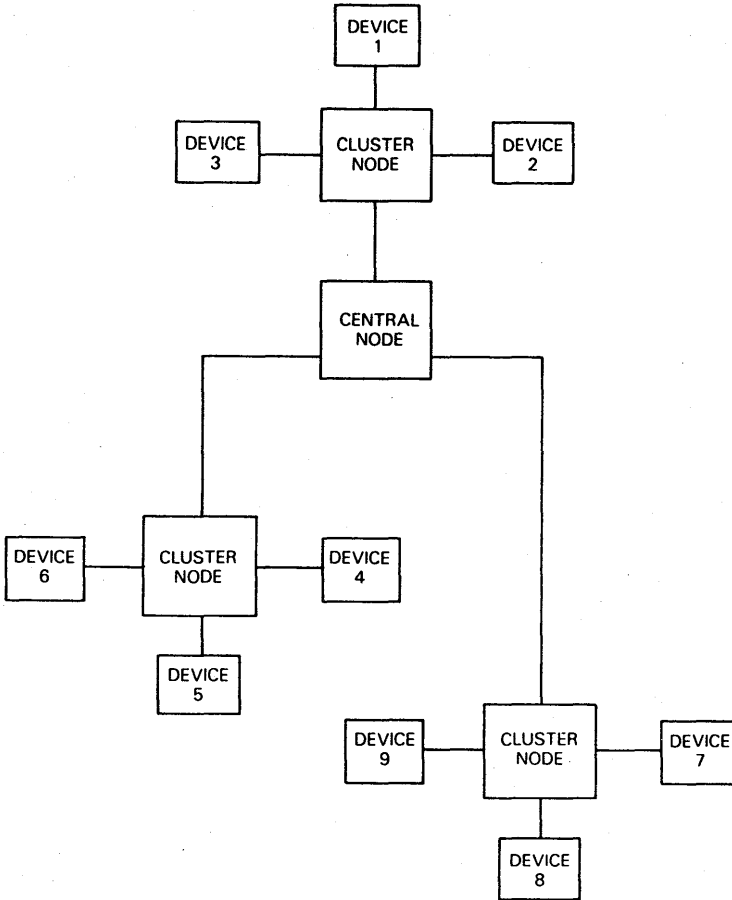 DEVICE
1
DEVICE
3
CLUSTER
NODE
DEVICE
2
CENTRAL
NODE
DEVICE
6
CLUSTER
NODE
DEVICE
4
DEVICE
5
DEVICE
9
CLUSTER
NODE
DEVICE
7
DEVICE
8